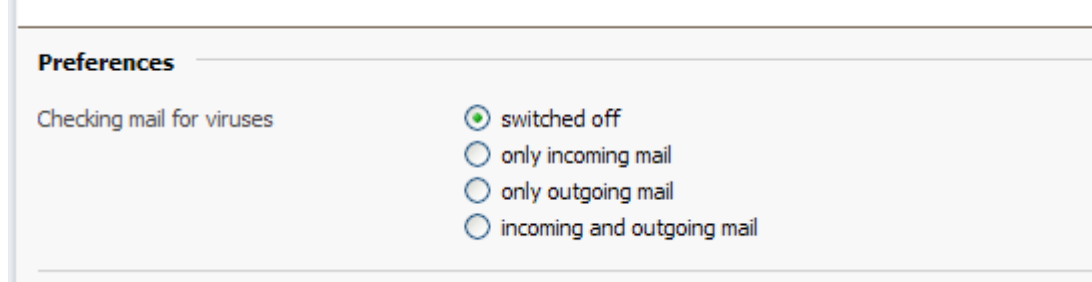 Preferences
Checking mail for viruses
switched off
only incoming mail
only outgoing mail
incoming and outgoing mail